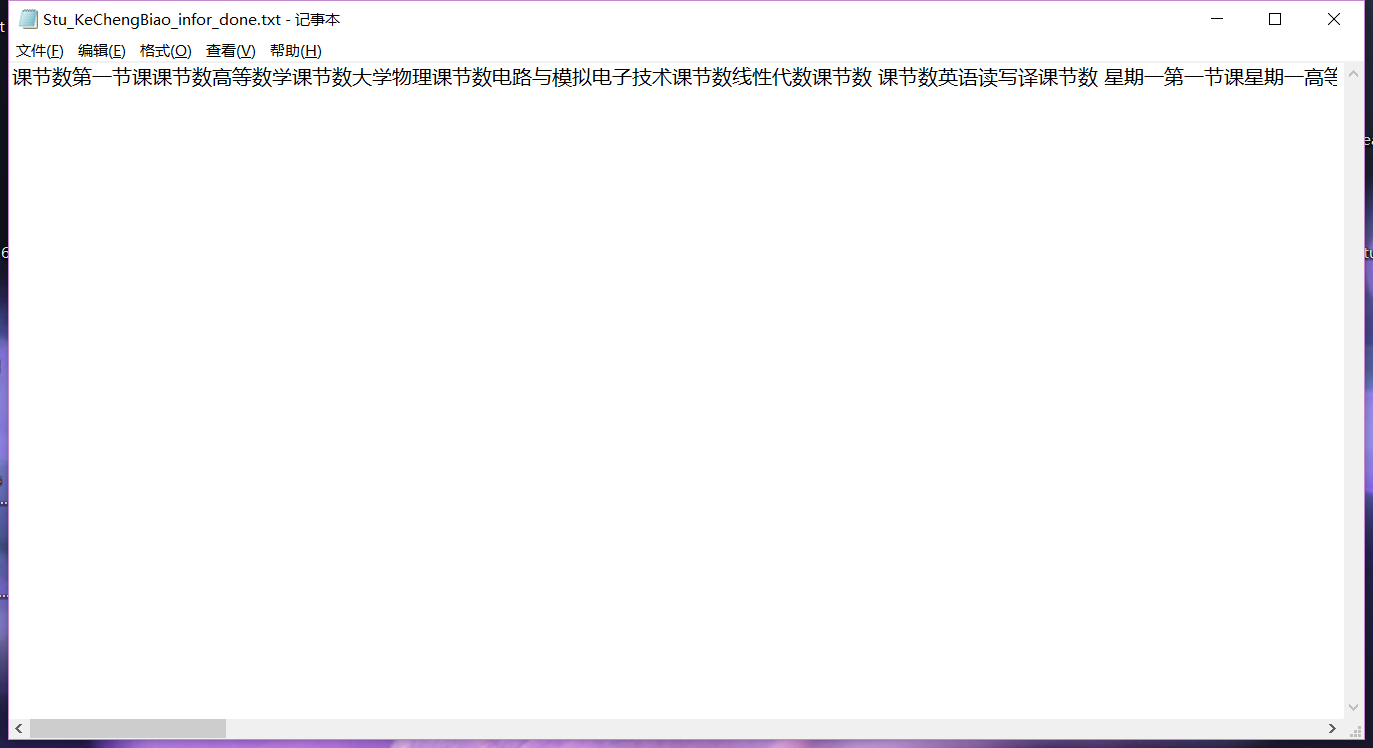 Stu_KeChengBiao_infor_done.txt - 记事本
文件(F) 编辑(E) 格式(O) 查看(V) 帮助(H)
课节数第一节课课节数高等数学课节数大学物理课节数电路与模拟电子技术课节数线性代数课节数 课节数英语读写译课节数 星期一第一节课星期一高等